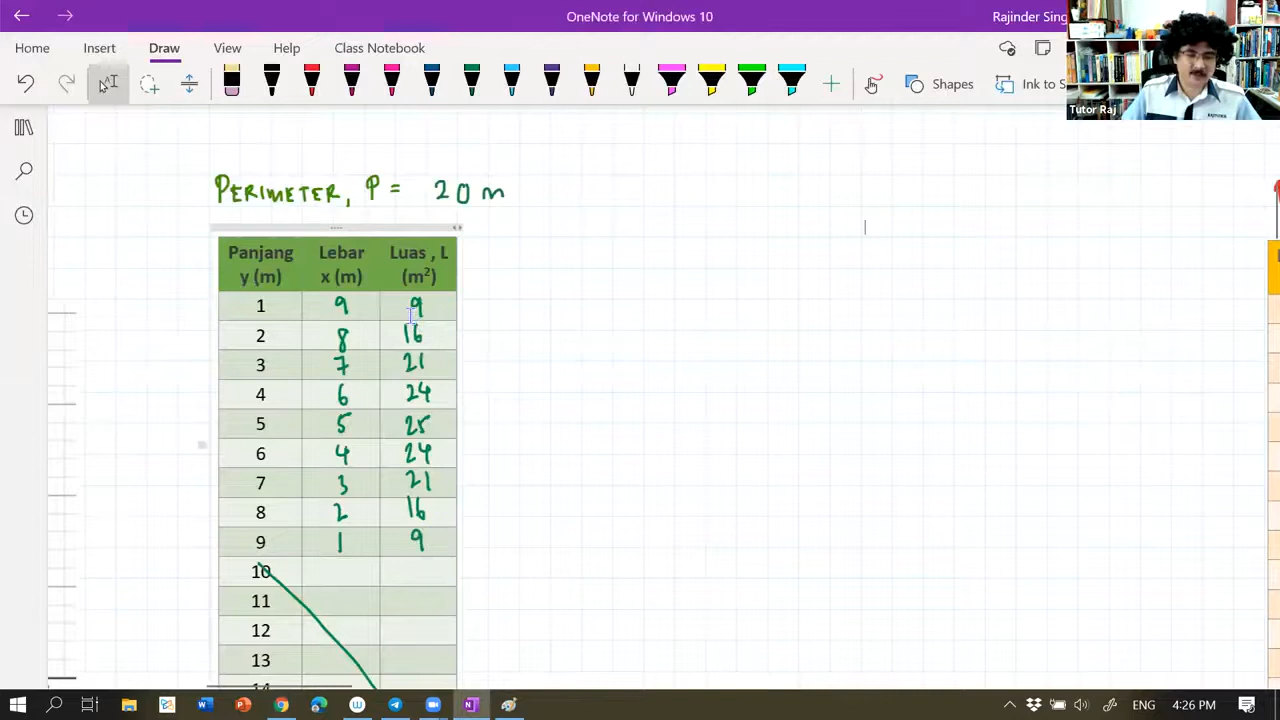 OneNote for Windows 10
Rajinder Sing
Home Insert Draw View Help Class Notebook
Shapes
Ink to S
Tutor Raj
PERIMETER, P = 20 m
Panjang y (m) Lebar x (m) Luas , L (m²)
1 9 9
2 8 16
3 7 21
4 6 24
5 5 25
6 4 24
7 3 21
8 2 16
9 1 9
10
11
12
13
14
ENG 4:26 PM